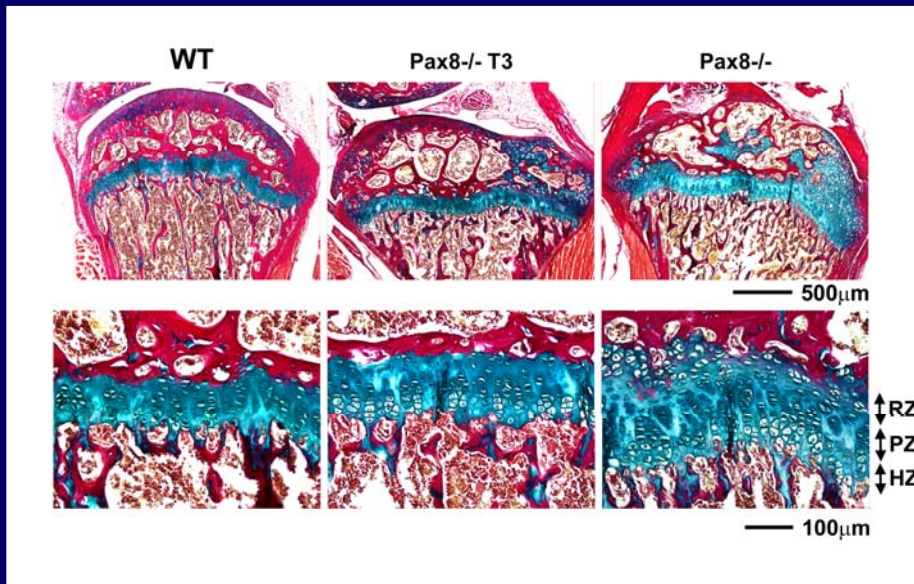 WT
Pax8-/- T3
Pax8-/-
500μm
RZ
PZ
HZ
100μm